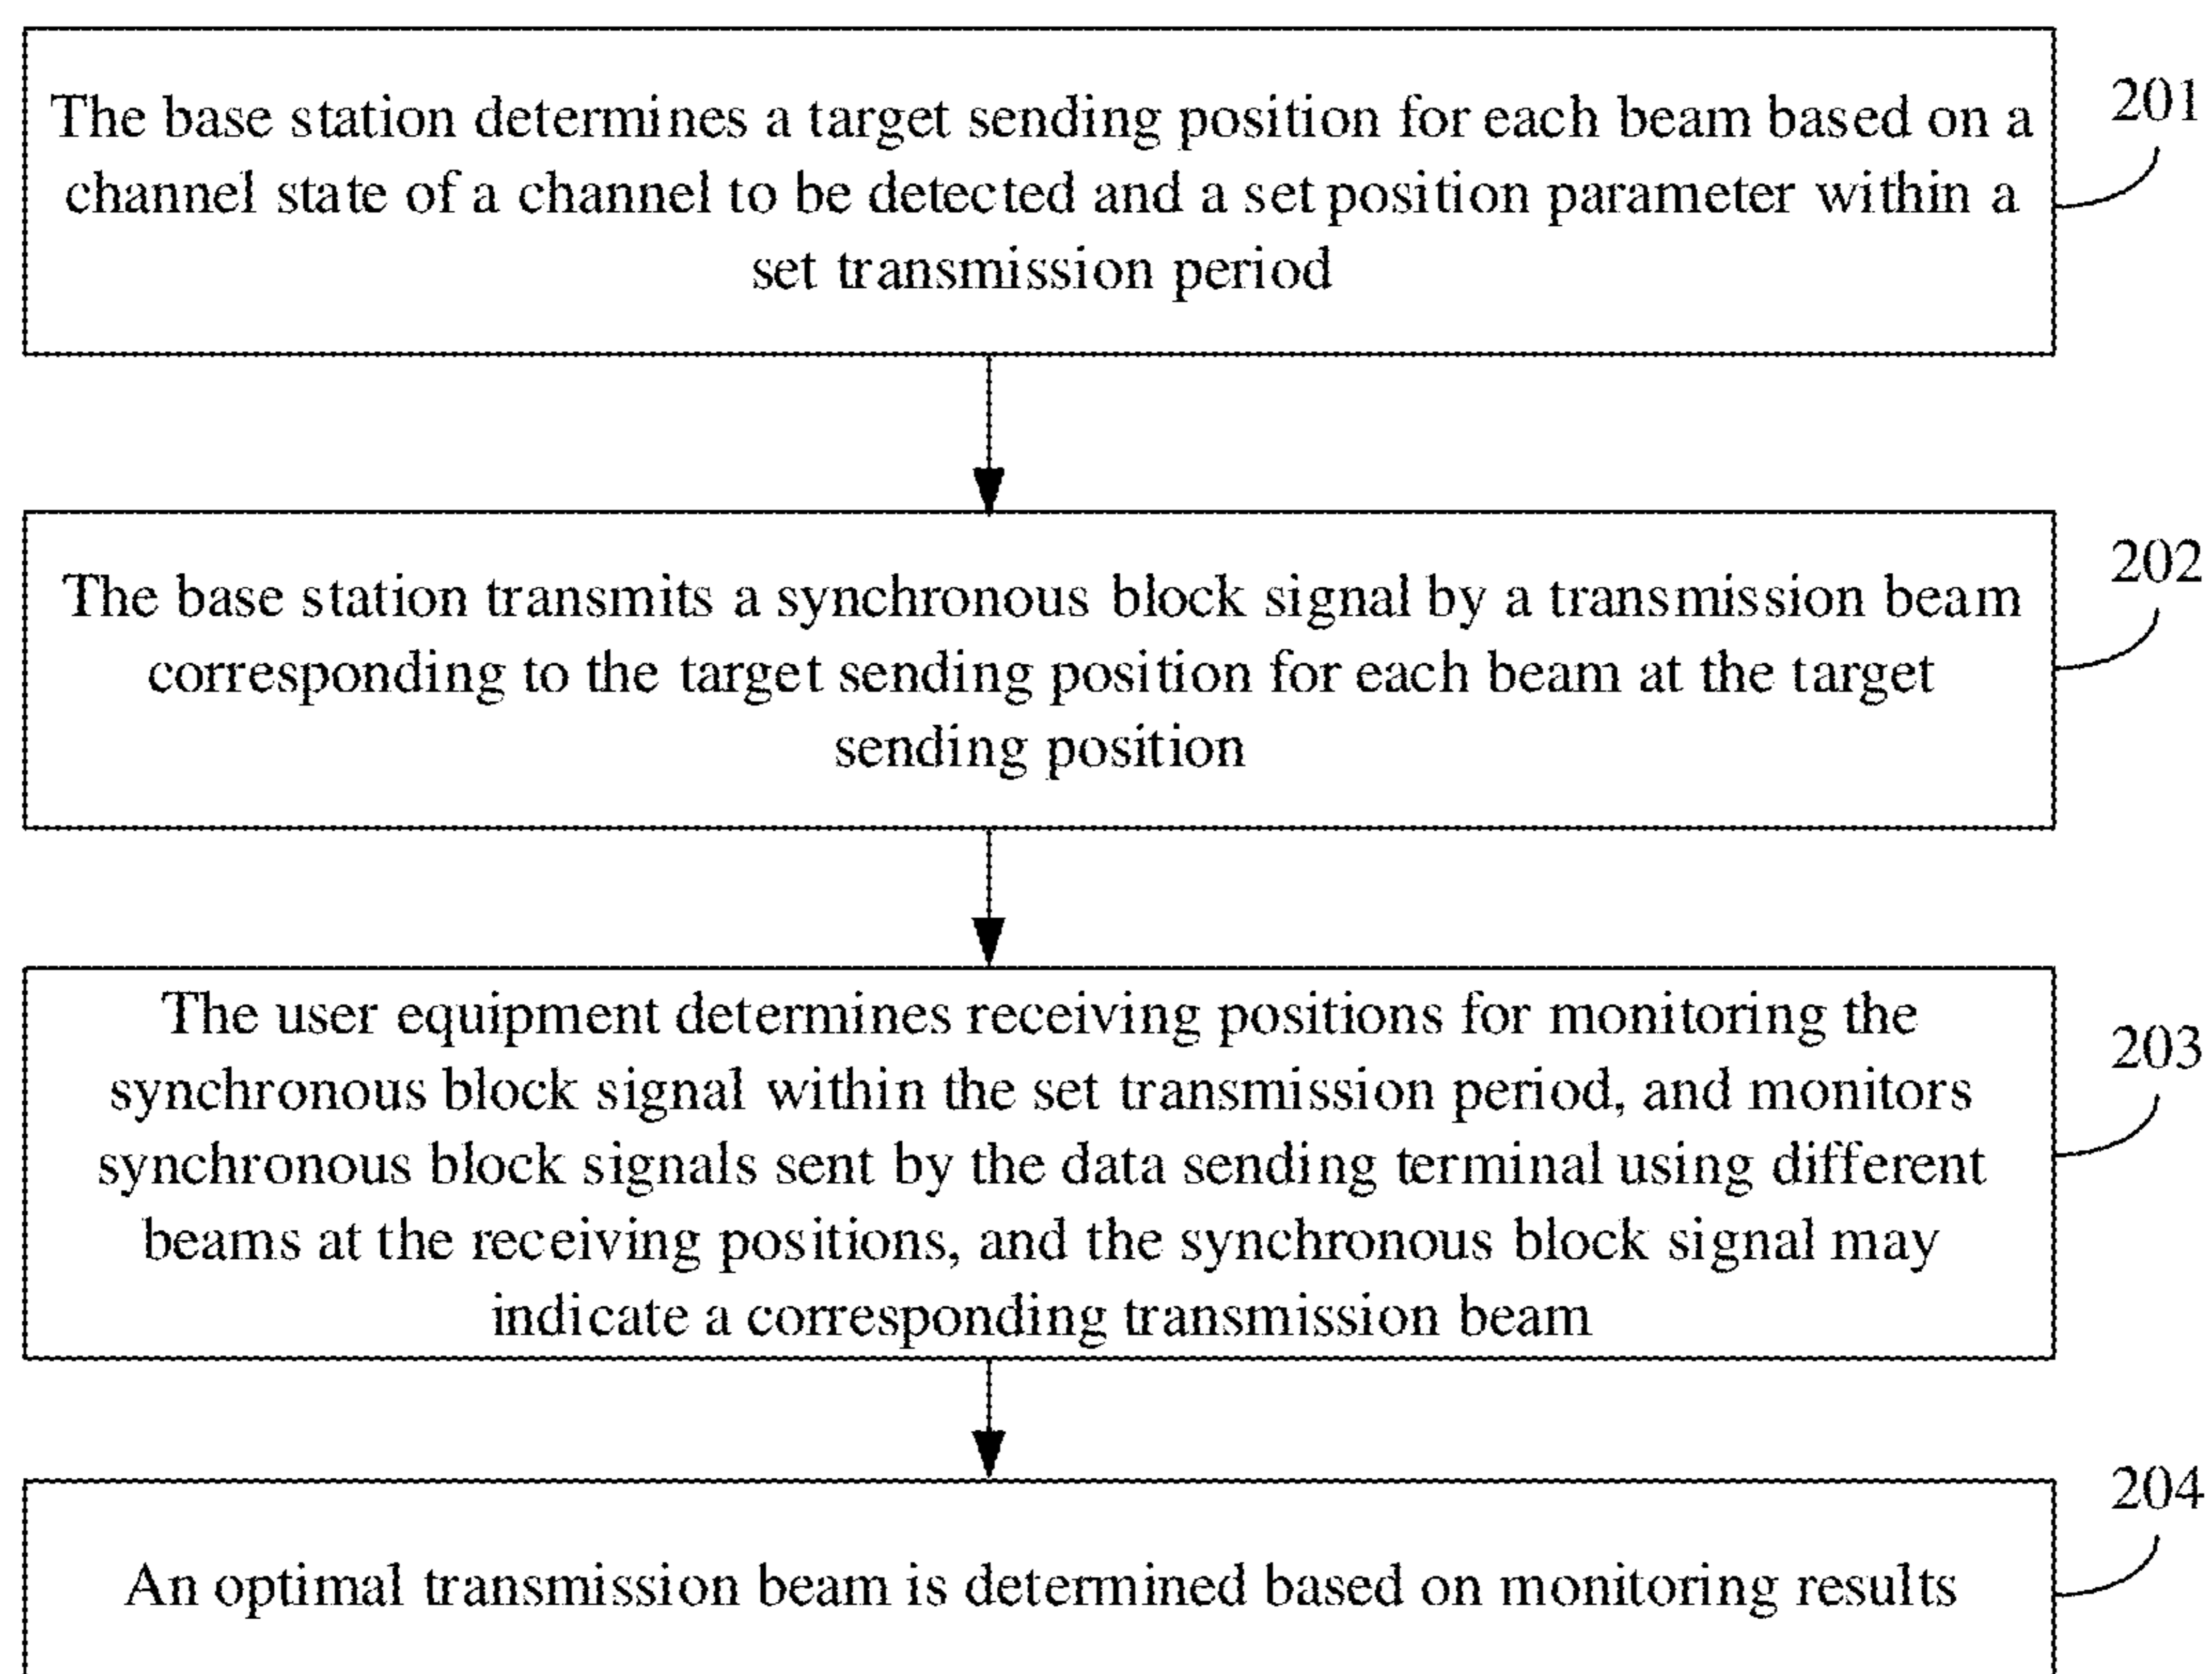 The base station determines a target sending position for each beam based on a
channel state of a channel to be detected and a set position parameter within a
set transmission period
201
The base station transmits a synchronous block signal by a transmission beam
corresponding to the target sending position for each beam at the target
sending position
202
The user equipment determines receiving positions for monitoring the
synchronous block signal within the set transmission period, and monitors
synchronous block signals sent by the data sending terminal using different
beams at the receiving positions, and the synchronous block signal may
indicate a corresponding transmission beam
203
An optimal transmission beam is determined based on monitoring results
204